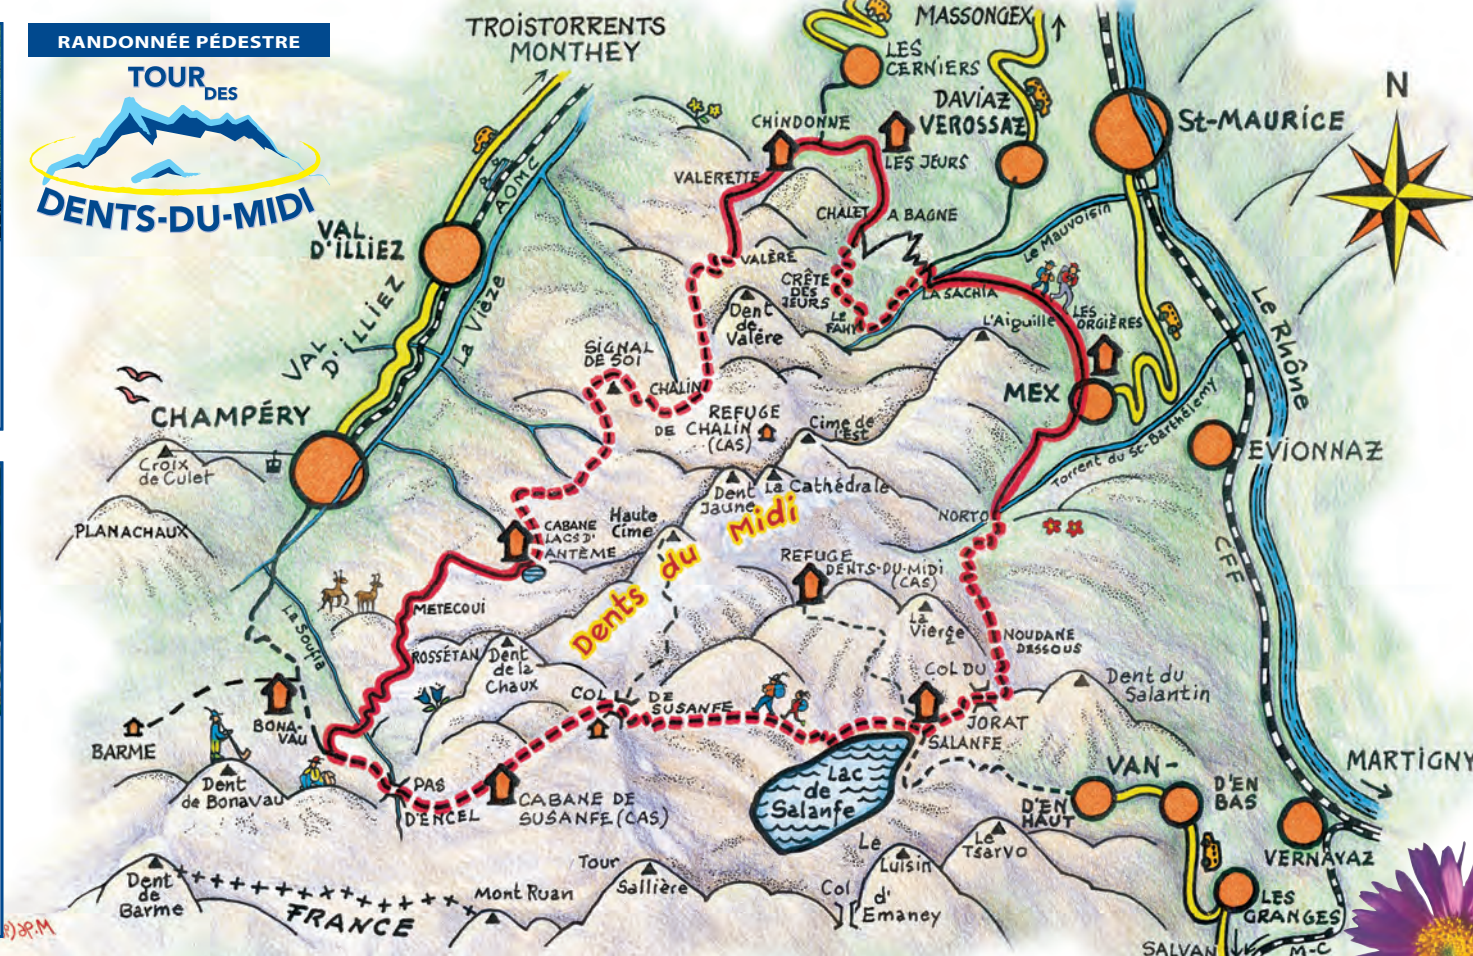 RANDONNÉE PÉDESTRE
TOUR
DES
DENTS-DU-MIDI
TROISTORRENTS
MONTHEY
MASSONGEX
LES
CERNIERS
DAVIAZ
VEROSSAZ
St-MAURICE
N
CHINDONNE
LES JEURS
VALERETTE
CHALET A BAGNE
AOMC
VAL
D'ILLIEZ
VAL
D'ILLIEZ
La Vièze
VALÈRE
CRÊTE
DES
JEURS
LE
FAHY
LA SACHIA
Le Mauvoisin
Dent
de
Valère
L'Aiguille
LES
ORGIÈRES
Le Rhône
SIGNAL
DE SOI
CHALIN
MEX
REFUGE
DE CHALIN
(CAS)
Cime de
l'Est
Torrent du St-Barthélemy
EVIONNAZ
CHAMPÉRY
Croix
de Culet
PLANACHAUX
Dent
Jaune
La Cathédrale
Haute
Cime
CABANE
LACS D'
ANTÈME
Dents du Midi
NORTO
CFF
REFUGE
DENTS-DU-MIDI
(CAS)
La
Vierge
METECOUI
La Soufla
ROSSÉTAN
Dent
de la
Chaux
NOUDANE
DESSOUS
COL DU
JORAT
Dent du
Salantin
COL DE
SUSANFE
BONA-
VAU
BARME
SALANFE
MARTIGNY
Dent
de Bonavau
PAS
D'ENCEL
CABANE DE
SUSANFE (CAS)
Lac
de
Salanfe
VAN-
D'EN
HAUT
D'EN
BAS
VERNAYAZ
Le
Tsarvo
Le
Luisin
Tour
Sallière
Mont Ruan
Col
d'
Emaney
Dent
de
Barme
FRANCE
LES
GRANGES
SALVAN
M-C